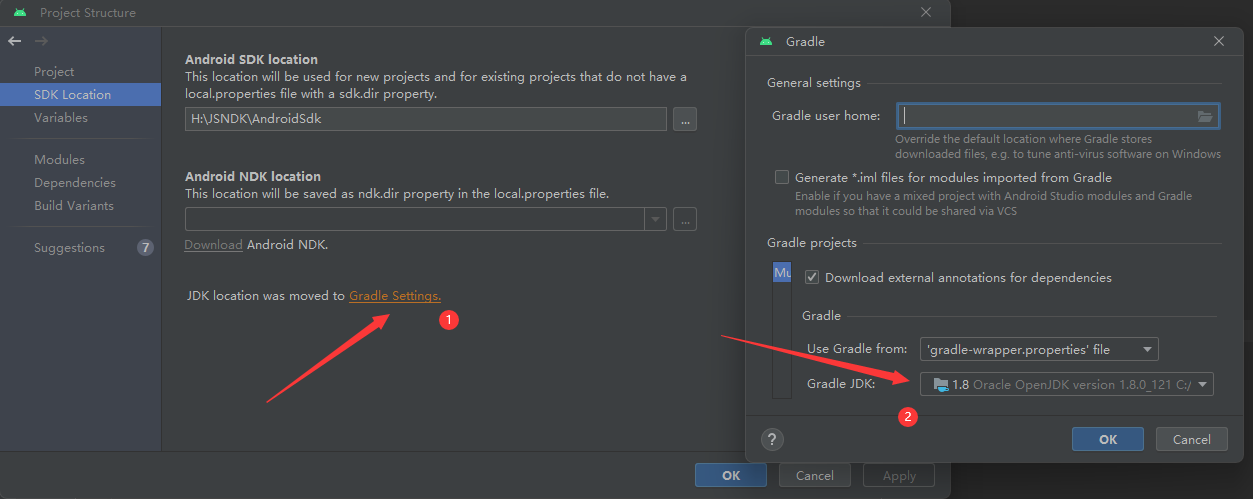 Project Structure
Project
SDK Location
Variables
Modules
Dependencies
Build Variants
Suggestions
7
Android SDK location
This location will be used for new projects and for existing projects that do not have a
local.properties file with a sdk.dir property.
H:\JSNDK\AndroidSdk
...
Android NDK location
This location will be saved as ndk.dir property in the local.properties file.
...
Download Android NDK.
JDK location was moved to Gradle Settings.
1
OK
Cancel
Apply
Gradle
General settings
Gradle user home:
Override the default location where Gradle stores
downloaded files, e.g. to tune anti-virus software on Windows
Generate *.iml files for modules imported from Gradle
Enable if you have a mixed project with Android Studio modules and Gradle
modules so that it could be shared via VCS
Gradle projects
Mu
Download external annotations for dependencies
Gradle
Use Gradle from:
'gradle-wrapper.properties' file
Gradle JDK:
1.8 Oracle OpenJDK version 1.8.0_121 C:/
2
?
OK
Cancel